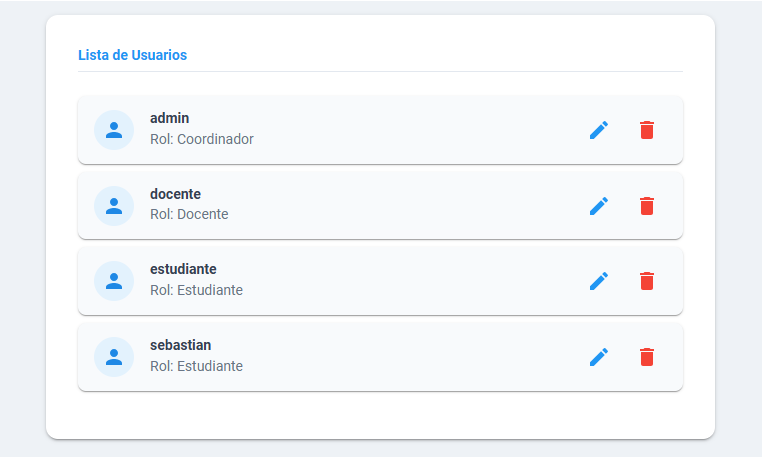 Lista de Usuarios
admin
Rol: Coordinador
docente
Rol: Docente
estudiante
Rol: Estudiante
sebastian
Rol: Estudiante